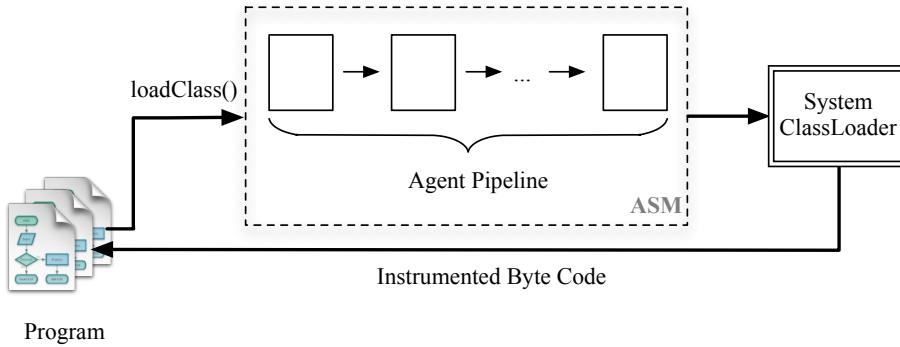 loadClass()
...
Agent Pipeline
ASM
System
ClassLoader
Instrumented Byte Code
Program